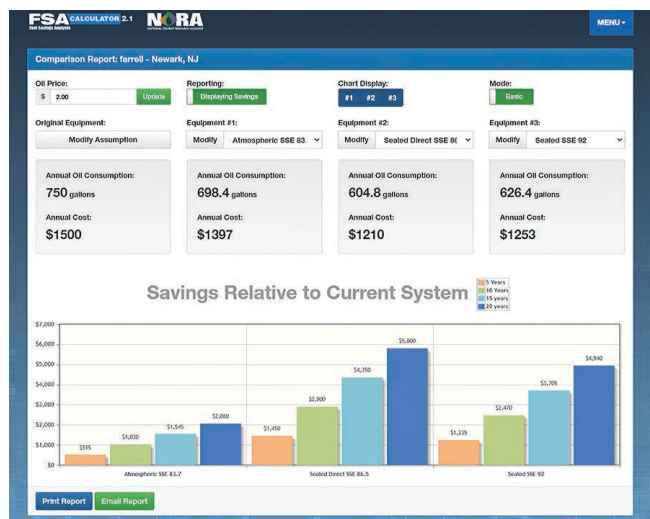 FSA CALCULATOR 2.1
Fuel Savings Analysis
NORA
NATIONAL OILHEAT RESEARCH ALLIANCE
MENU
Comparison Report: farrell - Newark, NJ
Oil Price:
$ 2.00 Update
Reporting:
Displaying Savings
Chart Display:
#1 #2 #3
Mode:
Basic
Original Equipment:
Modify Assumption
Equipment #1:
Modify Atmospheric SSE 83.
Equipment #2:
Modify Sealed Direct SSE 8(
Equipment #3:
Modify Sealed SSE 92
Annual Oil Consumption:
750 gallons
Annual Cost:
$1500
Annual Oil Consumption:
698.4 gallons
Annual Cost:
$1397
Annual Oil Consumption:
604.8 gallons
Annual Cost:
$1210
Annual Oil Consumption:
626.4 gallons
Annual Cost:
$1253
Savings Relative to Current System
5 Years
10 Years
15 years
20 years
$7,000
$6,000
$5,000
$4,000
$3,000
$2,000
$1,000
$0
$515
$1,030
$1,545
$2,060
$1,450
$2,900
$4,350
$5,800
$1,235
$2,470
$3,705
$4,940
Atmospheric SSE 83.7
Sealed Direct SSE 86.5
Sealed SSE 92
Print Report
Email Report